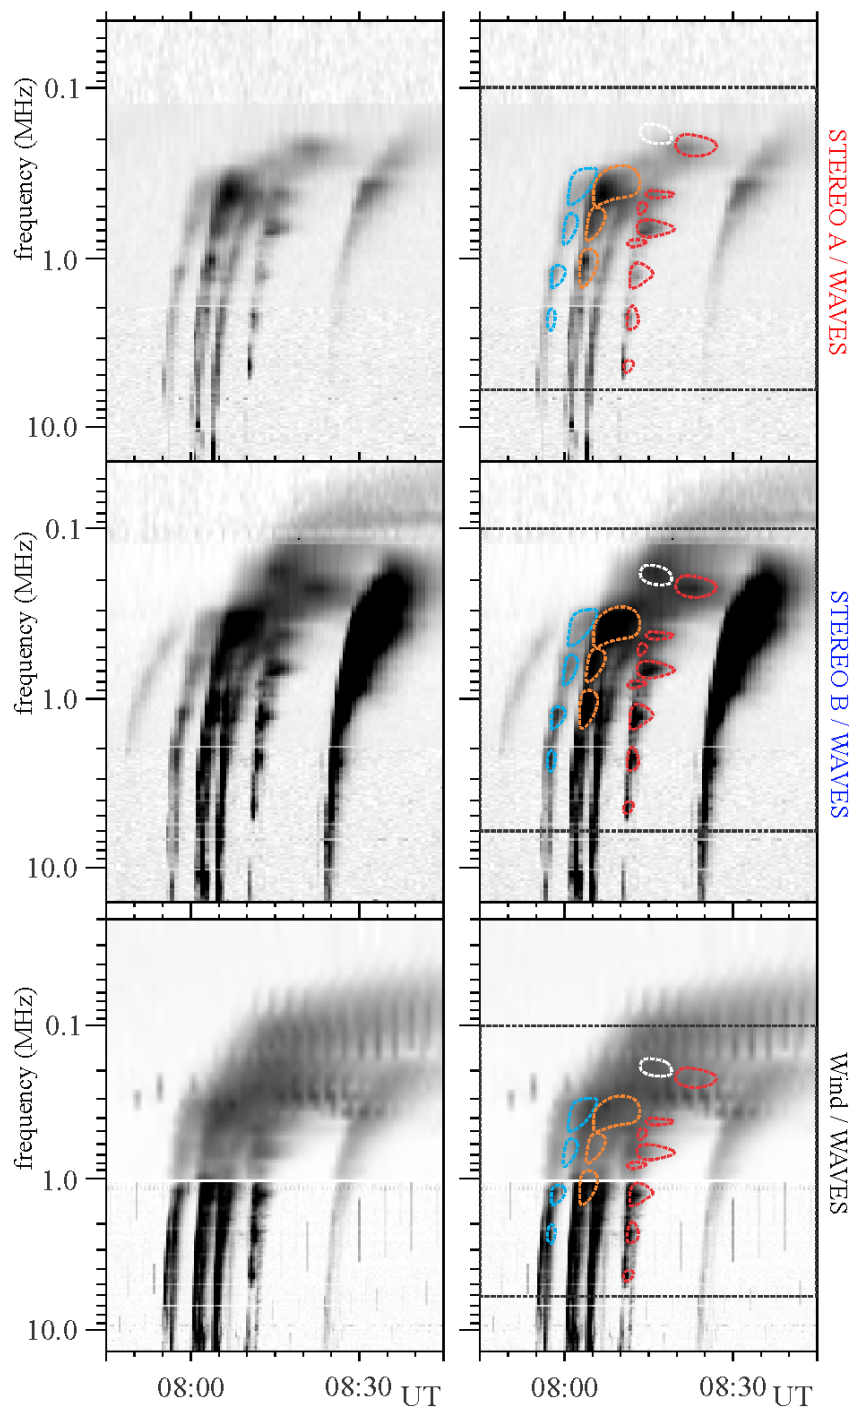 frequency (MHz)
0.1
1.0
10.0
STEREO A / WAVES
frequency (MHz)
0.1
1.0
10.0
STEREO B / WAVES
frequency (MHz)
0.1
1.0
10.0
Wind / WAVES
08:00 08:30 UT 08:00 08:30 UT